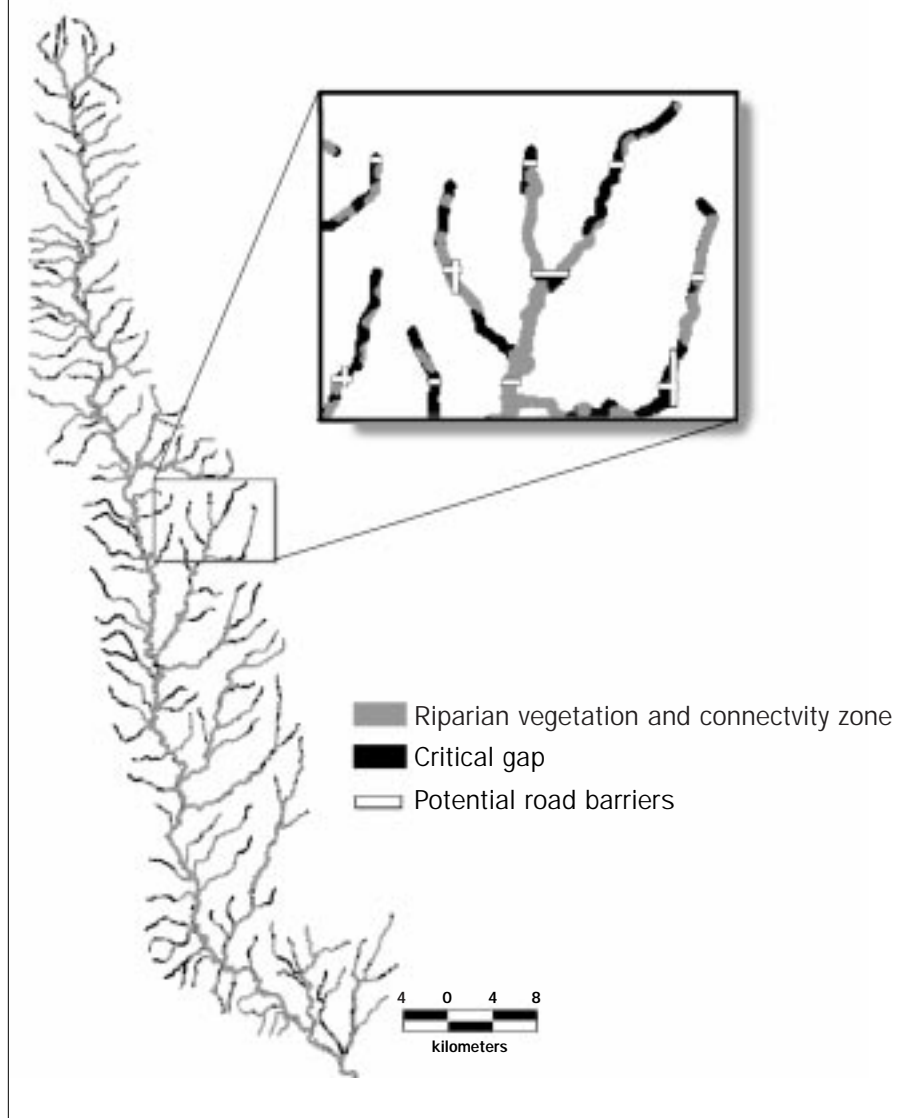 Riparian vegetation and connectvity zone
Critical gap
Potential road barriers
4 0 4 8
kilometers